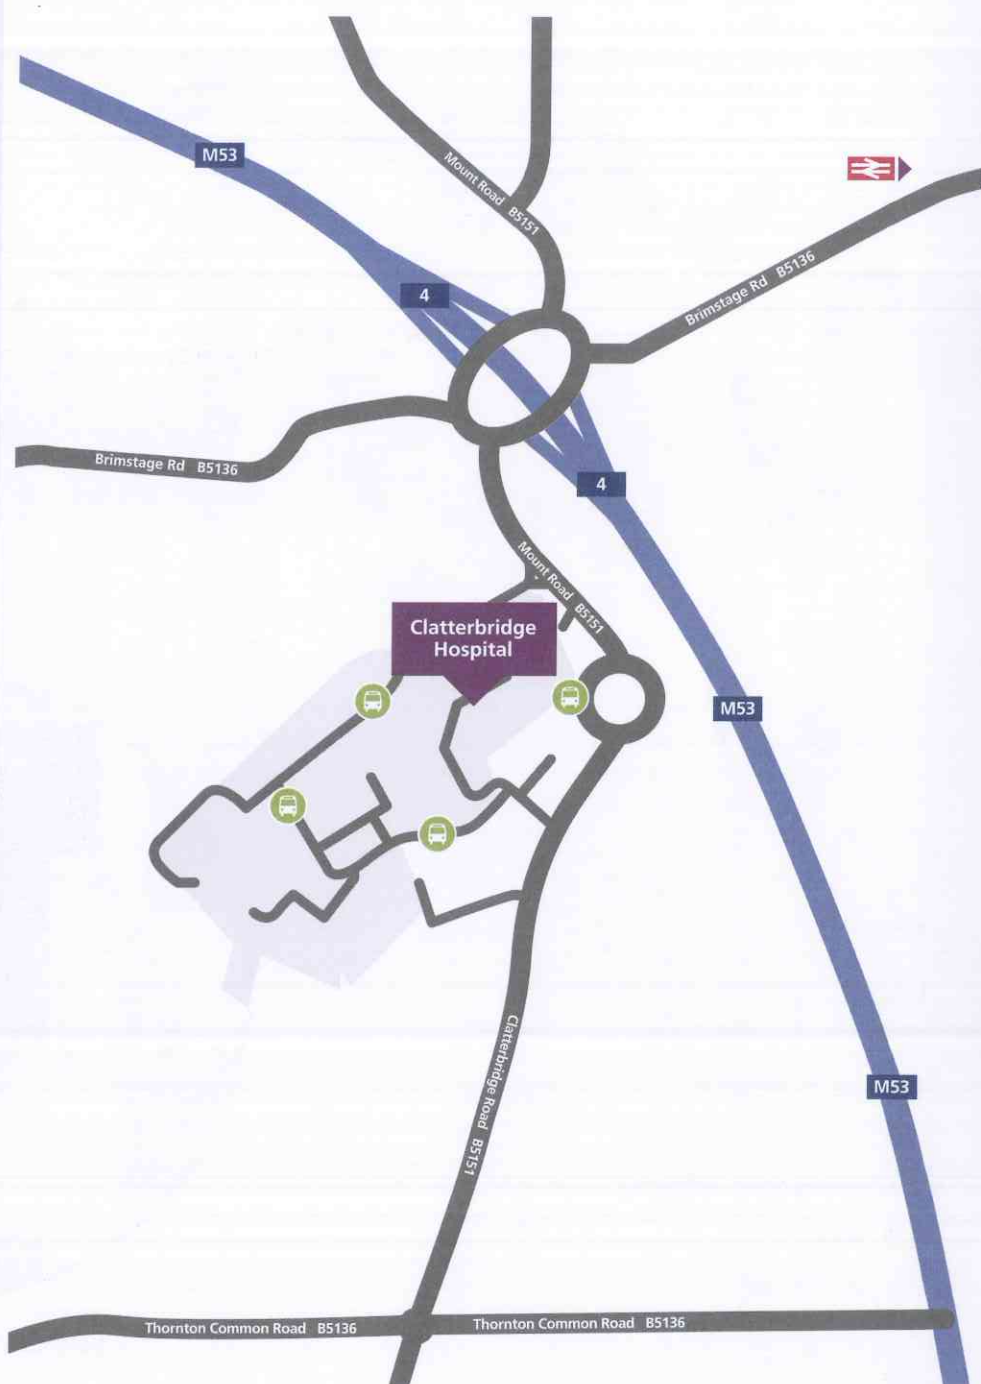 M53
Mount Road B5151
4
Brimstage Rd B5136
Brimstage Rd B5136
4
Mount Road B5151
Clatterbridge
Hospital
M53
Clatterbridge Road B5151
M53
Thornton Common Road B5136
Thornton Common Road B5136